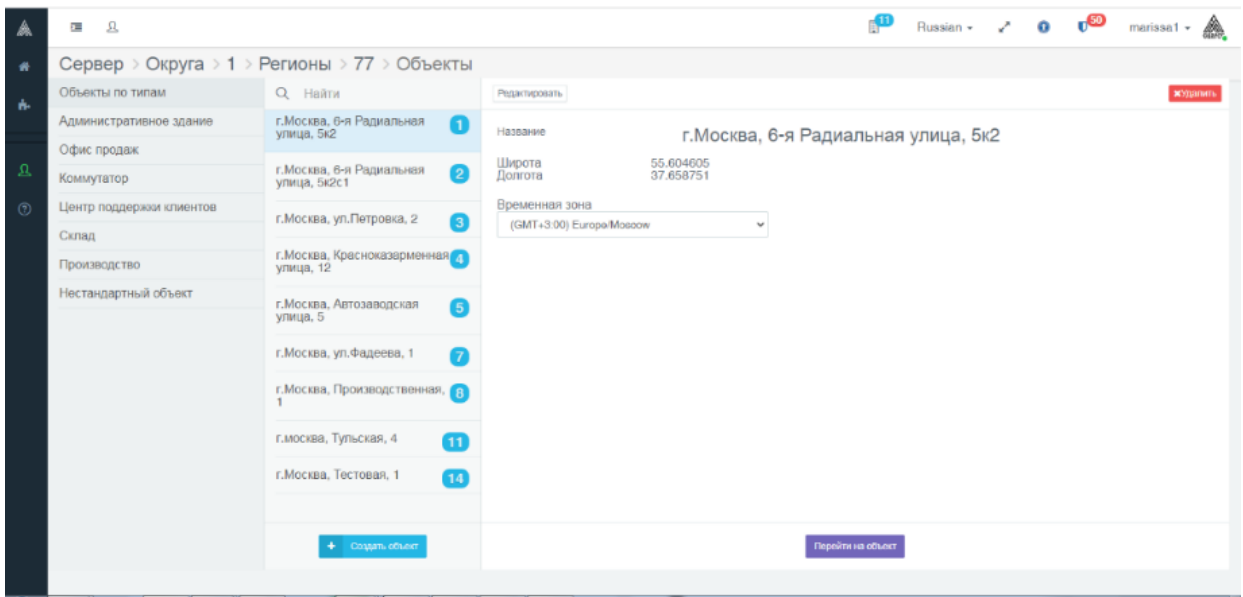 11
Russian
50
marissa1
Сервер > Округа > 1 > Регионы > 77 > Объекты
Объекты по типам
Административное здание
Офис продаж
Коммутатор
Центр поддержки клиентов
Склад
Производство
Нестандартный объект
Найти
г.Москва, 6-я Радиальная
улица, 5к2
1
г.Москва, 6-я Радиальная
улица, 5к2с1
2
г.Москва, ул.Петровка, 2
3
г.Москва, Красноказарменная
улица, 12
4
г.Москва, Автозаводская
улица, 5
5
г.Москва, ул.Фадеева, 1
7
г.Москва, Производственная,
1
8
г.москва, Тульская, 4
11
г.Москва, Тестовая, 1
14
+ Создать объект
Редактировать
Удалить
Название
г.Москва, 6-я Радиальная улица, 5к2
Широта 55.604605
Долгота 37.658751
Временная зона
(GMT+3:00) Europe/Moscow
Перейти на объект